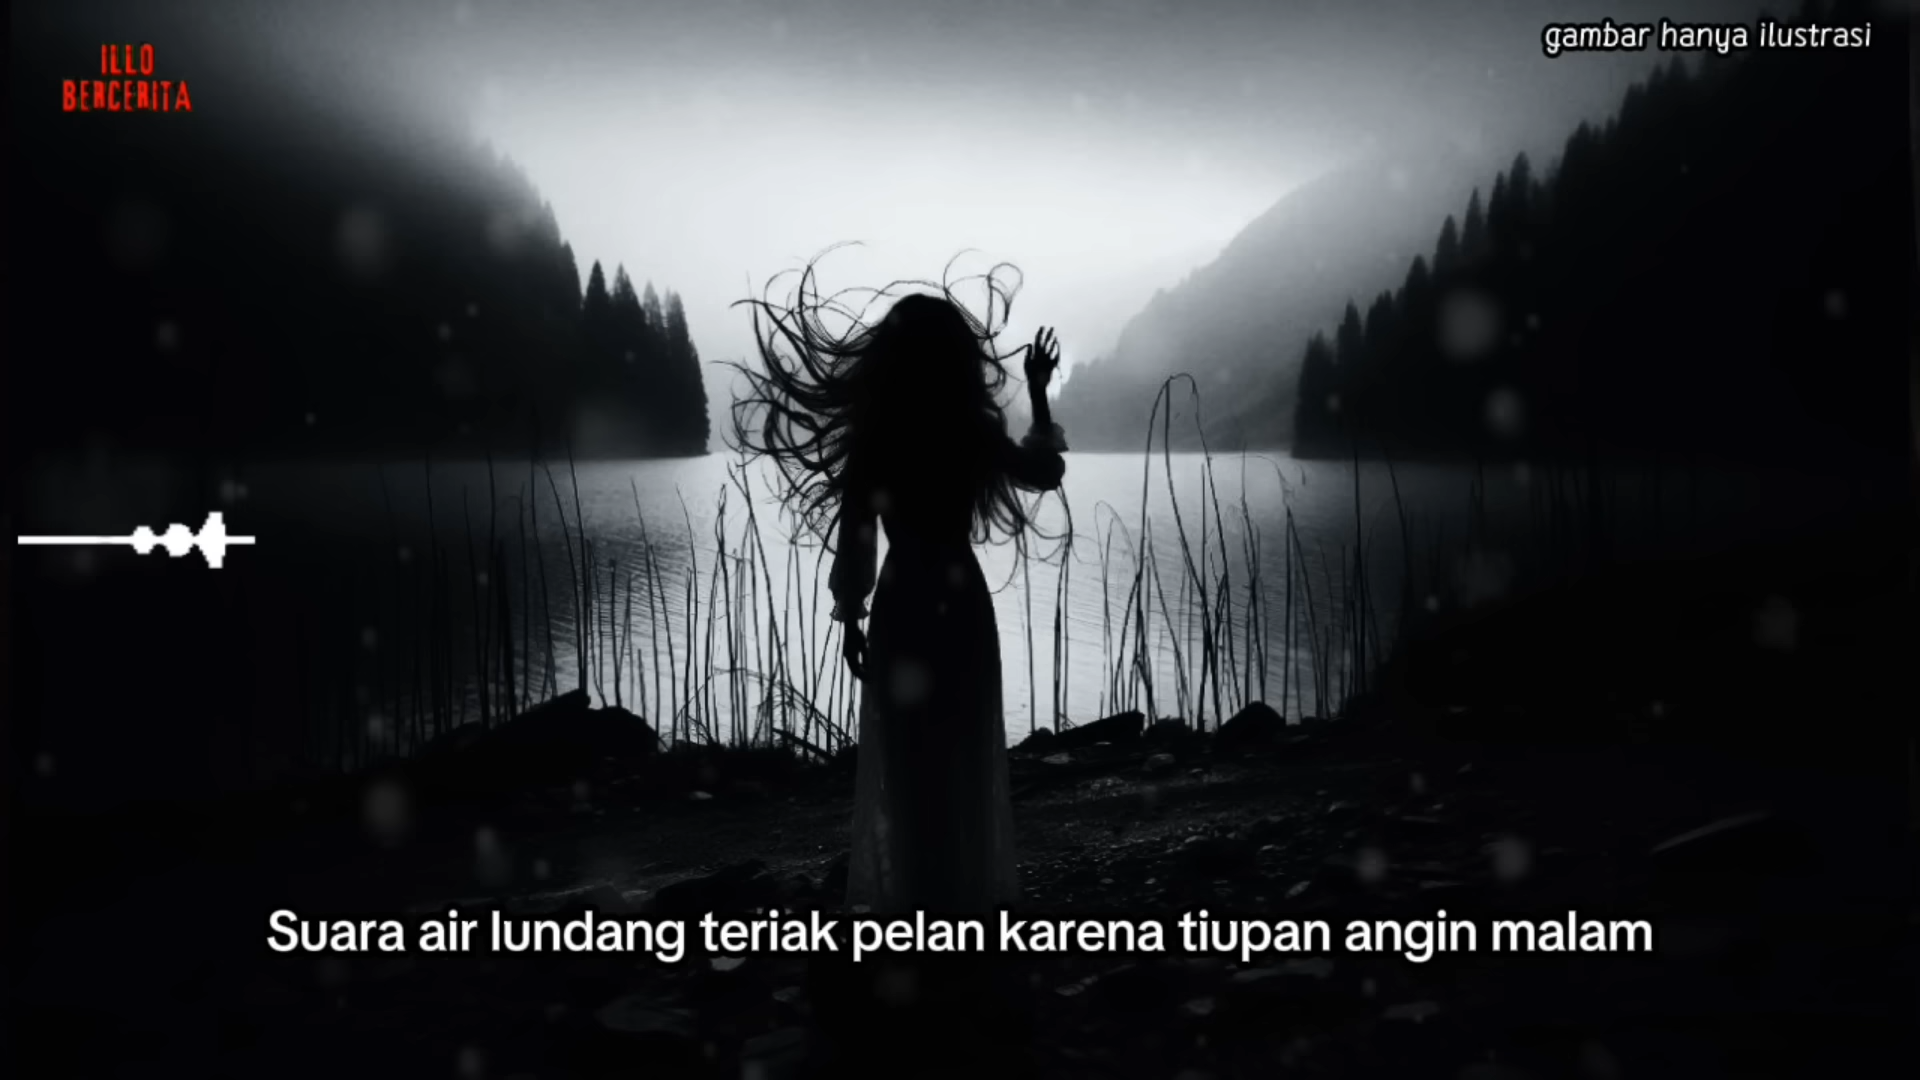 ILLO
BERCERITA
gambar hanya ilustrasi
Suara air lundang teriak pelan karena tiupan angin malam